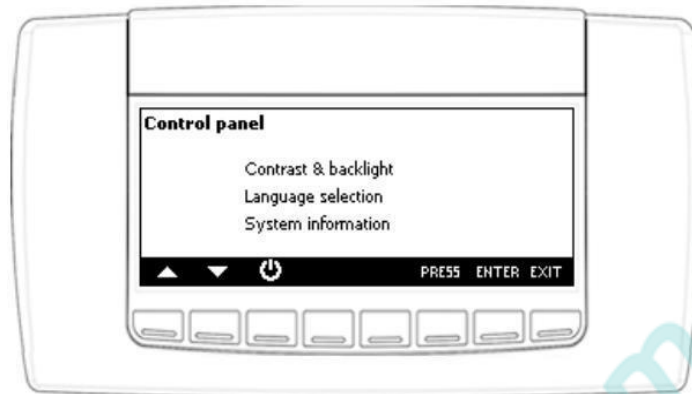 Control panel
Contrast & backlight
Language selection
System information
PRESS ENTER EXIT